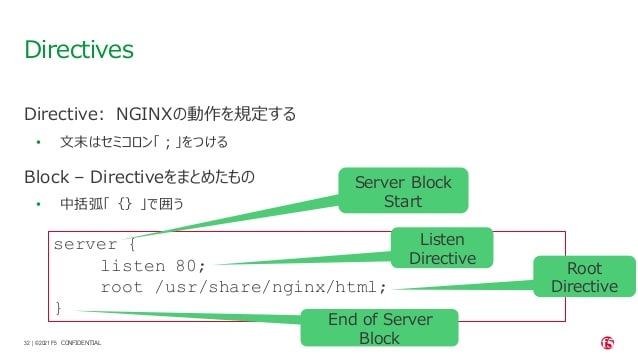 Directives
Directive: NGINXの動作を規定する
• 文末はセミコロン「 ; 」をつける
Block – Directiveをまとめたもの
• 中括弧「 {} 」で囲う
Server Block
Start
server {
Listen
Directive
listen 80;
Root
Directive
root /usr/share/nginx/html;
}
End of Server
Block
32 | ©2021 F5 CONFIDENTIAL
f5